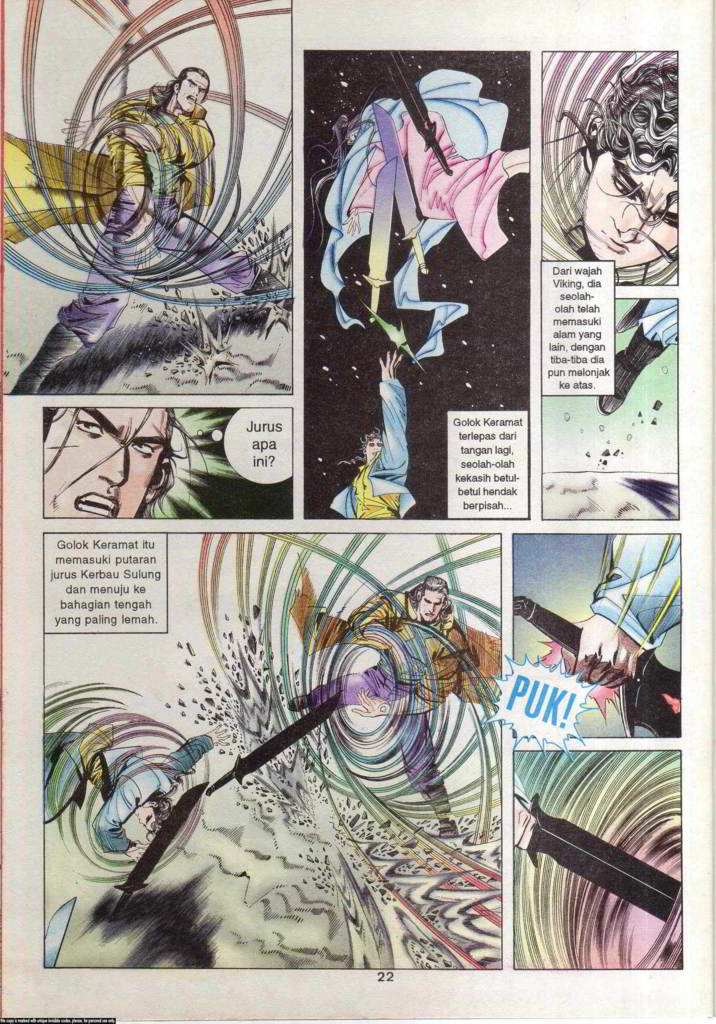 Dari wajah
Viking, dia
seolah-
olah telah
memasuki
alam yang
lain, dengan
tiba-tiba dia
pun melonjak
ke atas.
Golok Keramat
terlepas dari
tangan lagi,
seolah-olah
kekasih betul-
betul hendak
berpisah...
Jurus
apa
ini?
Golok Keramat itu
memasuki putaran
jurus Kerbau Sulung
dan menuju ke
bahagian tengah
yang paling lemah.
PUK!
22